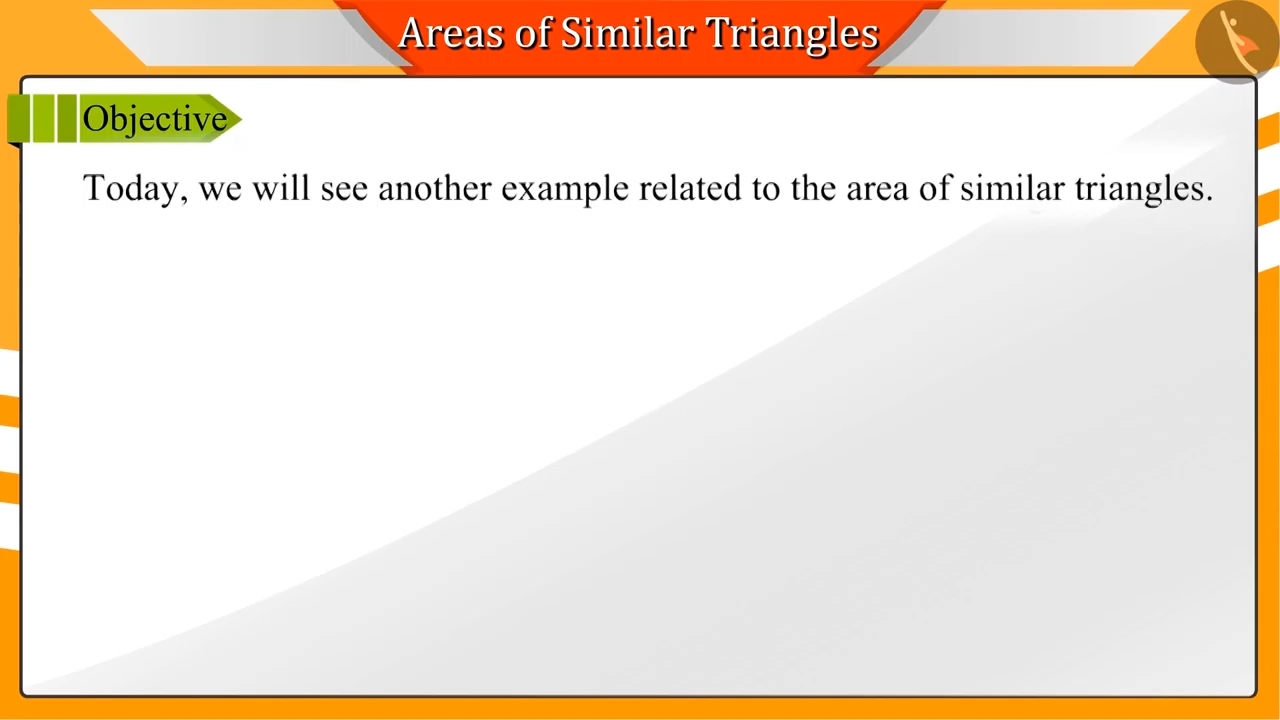 Areas of Similar Triangles
Objective
Today, we will see another example related to the area of similar triangles.